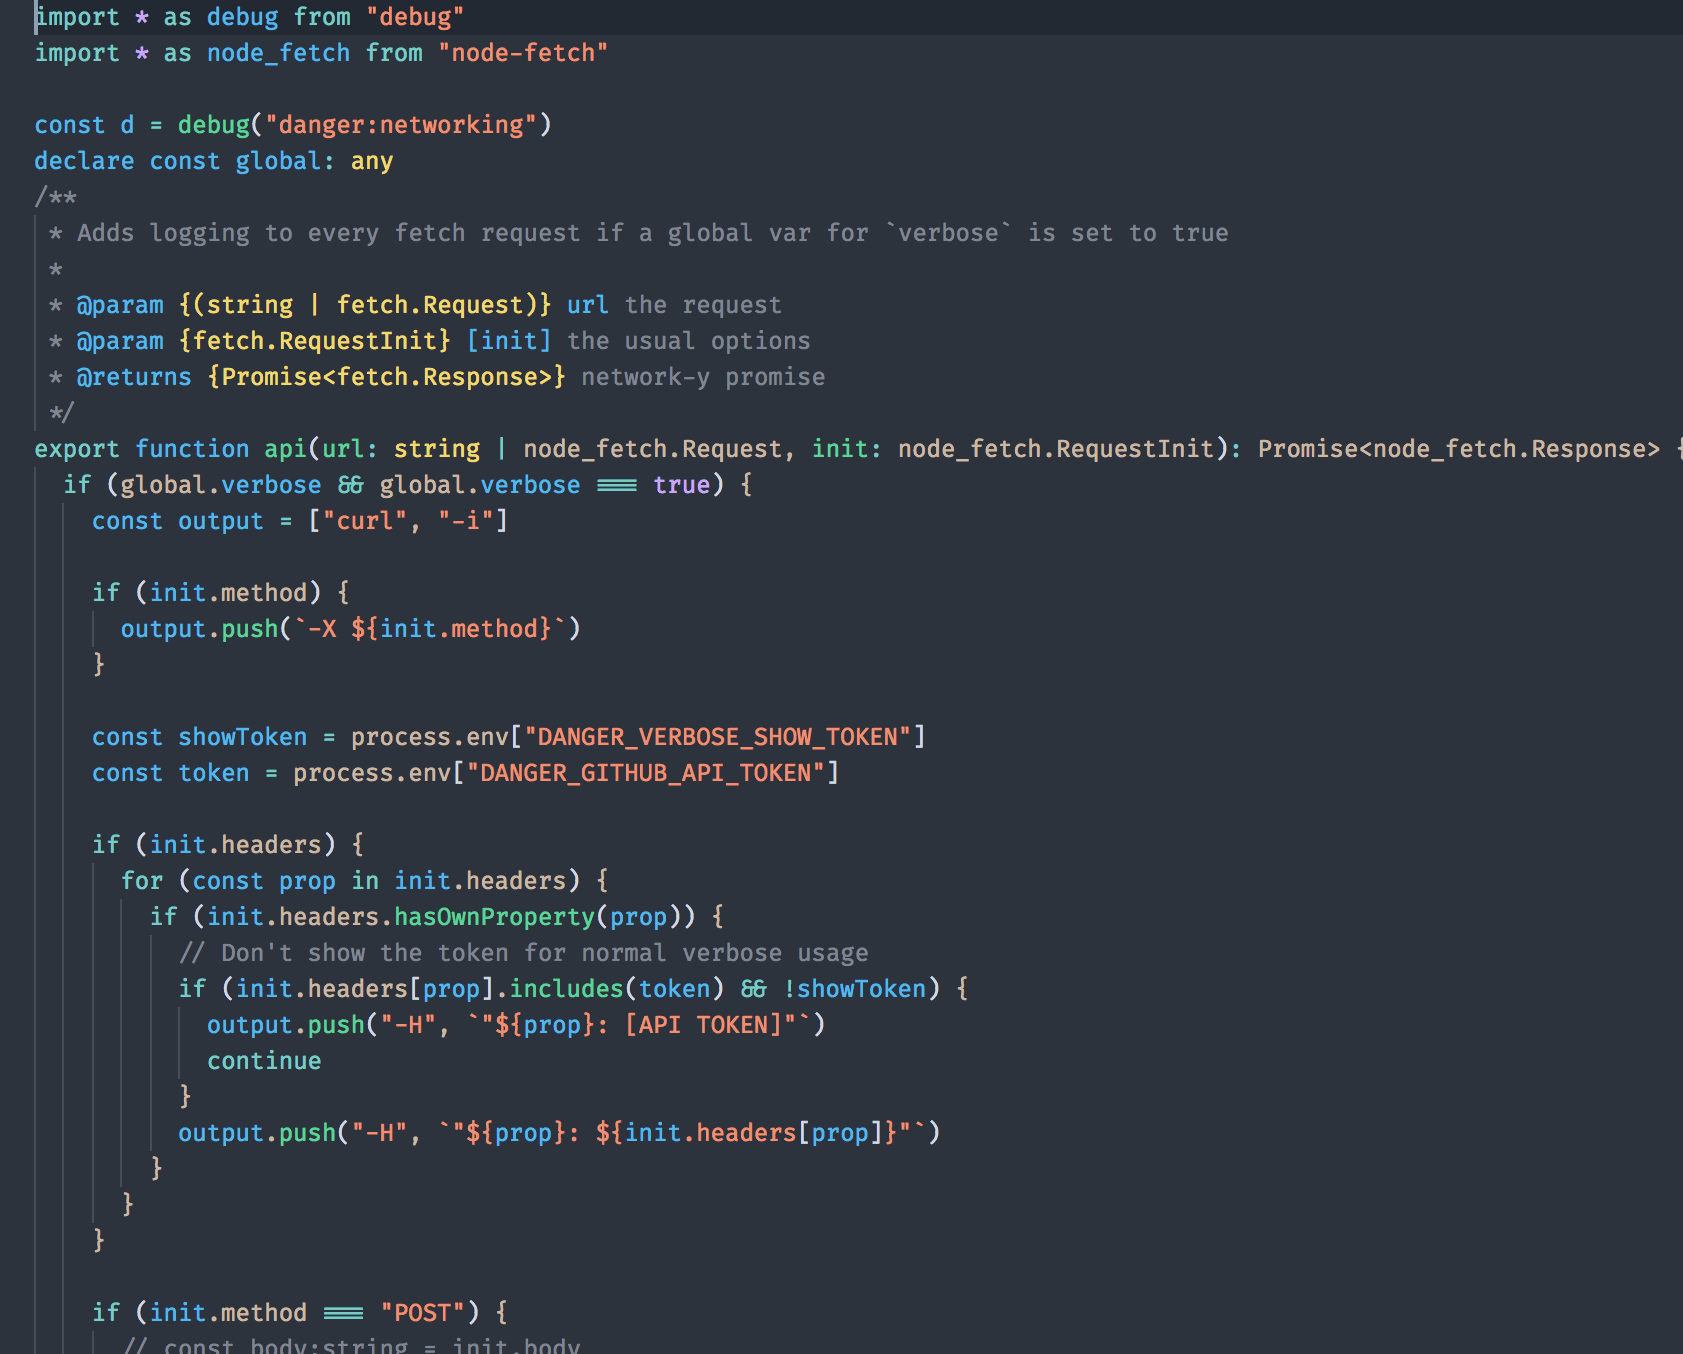 import * as debug from "debug"
import * as node_fetch from "node-fetch"

const d = debug("danger:networking")
declare const global: any
/**
 * Adds logging to every fetch request if a global var for `verbose` is set to true
 *
 * @param {(string | fetch.Request)} url the request
 * @param {fetch.RequestInit} [init] the usual options
 * @returns {Promise<fetch.Response>} network-y promise
 */
export function api(url: string | node_fetch.Request, init: node_fetch.RequestInit): Promise<node_fetch.Response> {
  if (global.verbose && global.verbose === true) {
    const output = ["curl", "-i"]

    if (init.method) {
      output.push(`-X ${init.method}`)
    }

    const showToken = process.env["DANGER_VERBOSE_SHOW_TOKEN"]
    const token = process.env["DANGER_GITHUB_API_TOKEN"]

    if (init.headers) {
      for (const prop in init.headers) {
        if (init.headers.hasOwnProperty(prop)) {
          // Don't show the token for normal verbose usage
          if (init.headers[prop].includes(token) && !showToken) {
            output.push("-H", `"${prop}: [API TOKEN]"`)
            continue
          }
          output.push("-H", `"${prop}: ${init.headers[prop]}"`)
        }
      }
    }

    if (init.method === "POST") {
      // const body:string = init.body